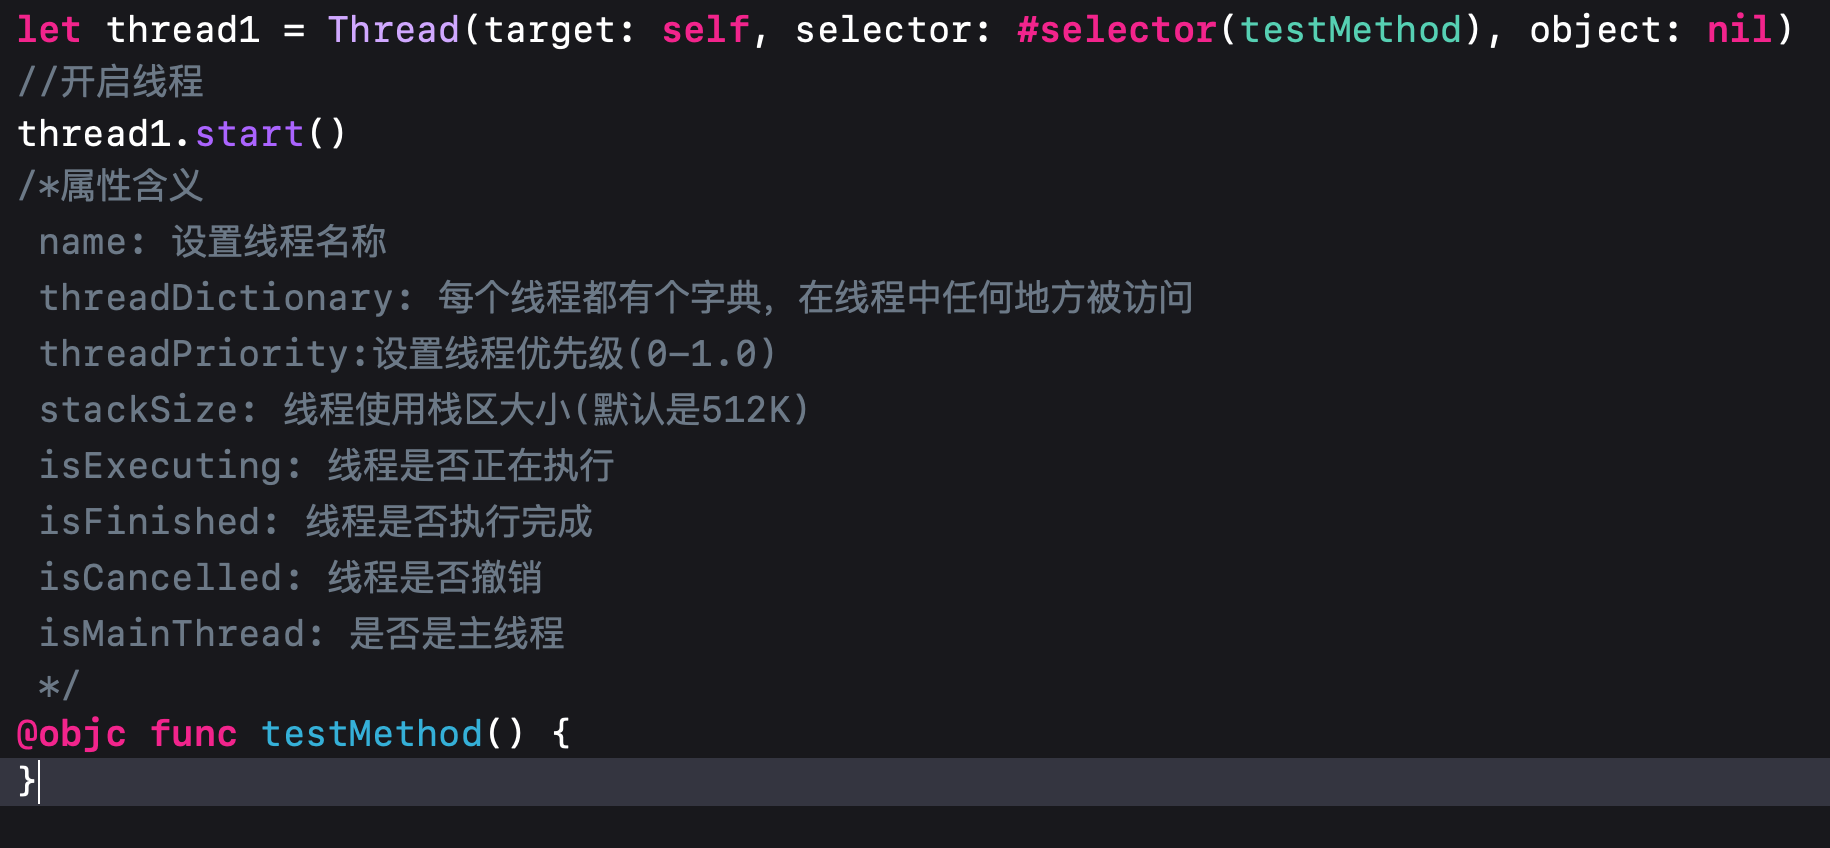 let thread1 = Thread(target: self, selector: #selector(testMethod), object: nil)
//开启线程
thread1.start()
/*属性含义
name: 设置线程名称
threadDictionary: 每个线程都有个字典，在线程中任何地方被访问
threadPriority:设置线程优先级(0-1.0)
stackSize: 线程使用栈区大小(默认是512K)
isExecuting: 线程是否正在执行
isFinished: 线程是否执行完成
isCancelled: 线程是否撤销
isMainThread: 是否是主线程
*/
@objc func testMethod() {
}